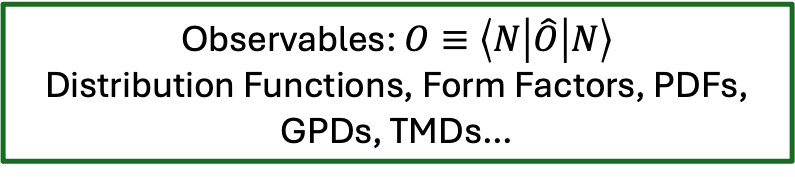 Observables: O ≡ ⟨N|Ô|N⟩
Distribution Functions, Form Factors, PDFs,
GPDs, TMDs...